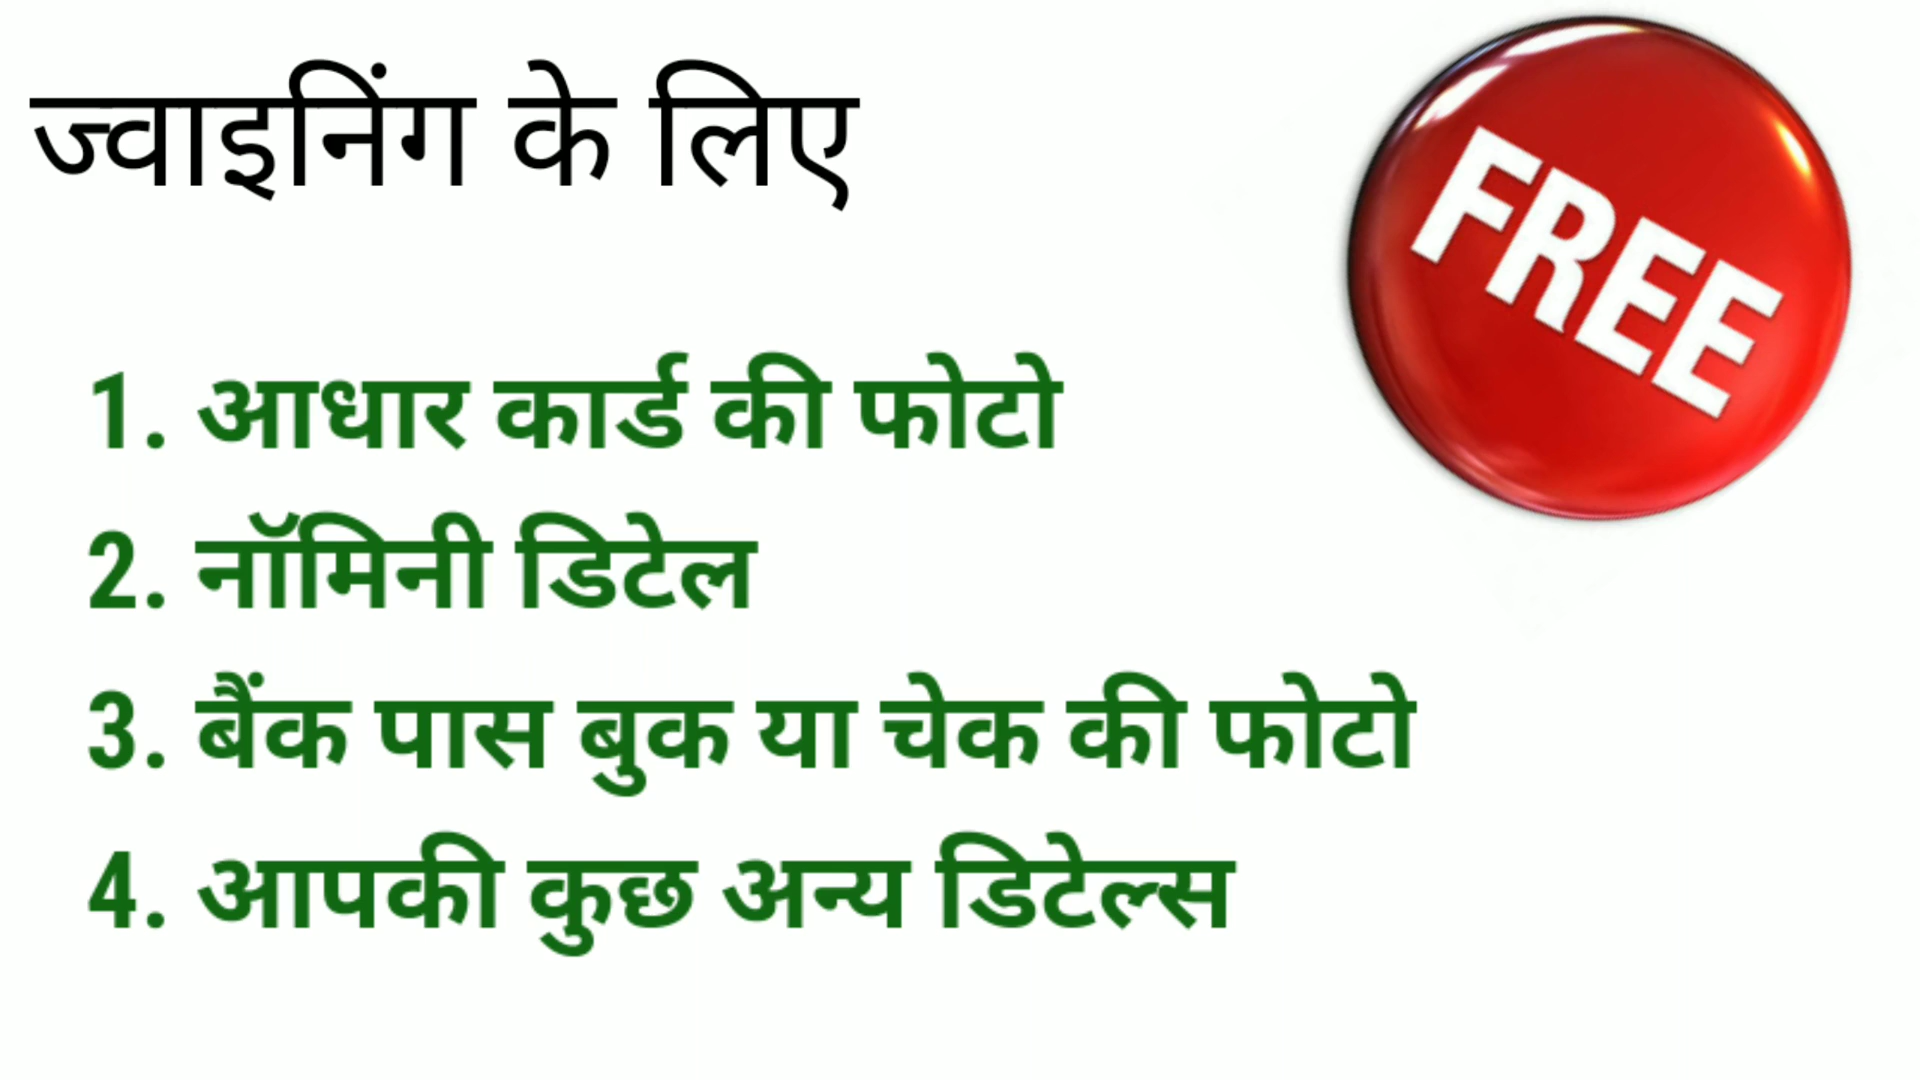 ज्वाइनिंग के लिए
FREE
1. आधार कार्ड की फोटो
2. नॉमिनी डिटेल
3. बैंक पास बुक या चेक की फोटो
4. आपकी कुछ अन्य डिटेल्स